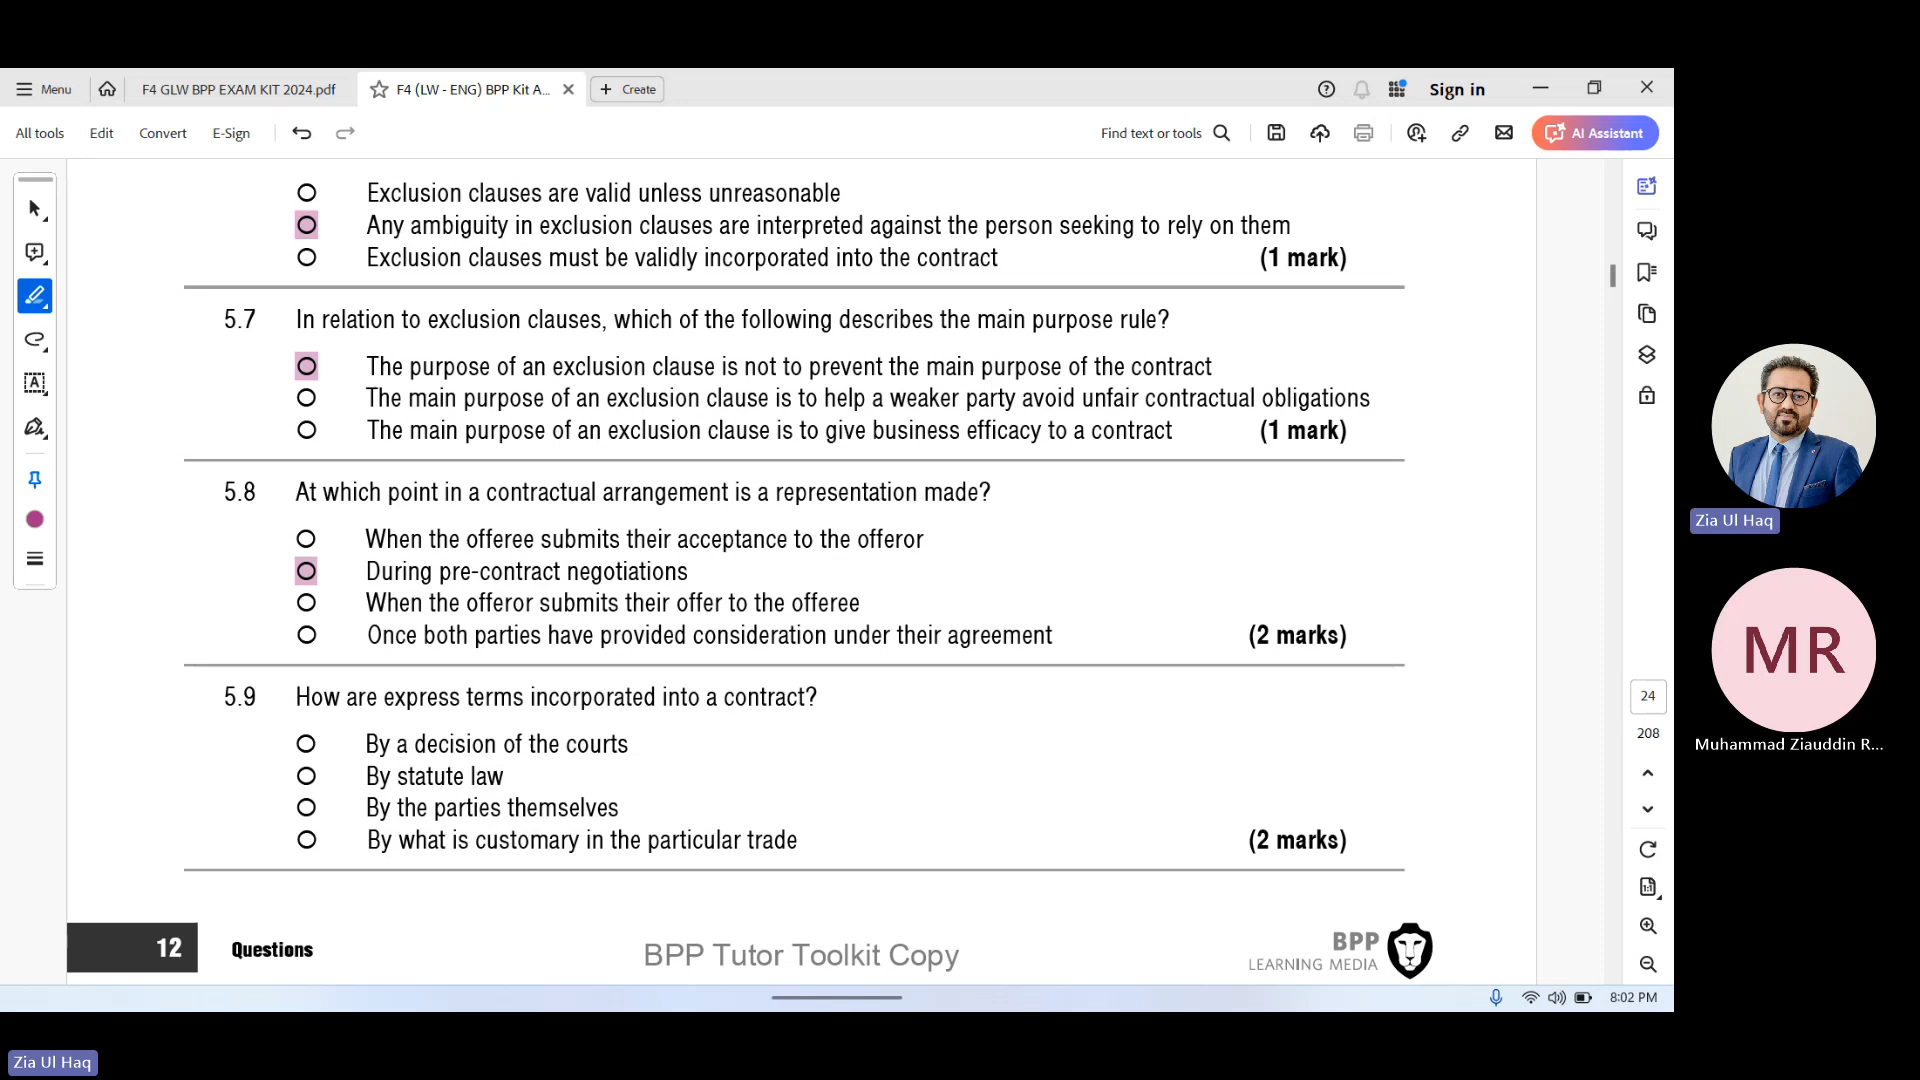 Menu
F4 GLW BPP EXAM KIT 2024.pdf
F4 (LW - ENG) BPP Kit A...
Create
Sign in
All tools
Edit
Convert
E-Sign
Find text or tools
AI Assistant
Exclusion clauses are valid unless unreasonable
Any ambiguity in exclusion clauses are interpreted against the person seeking to rely on them
Exclusion clauses must be validly incorporated into the contract (1 mark)
5.7 In relation to exclusion clauses, which of the following describes the main purpose rule?
The purpose of an exclusion clause is not to prevent the main purpose of the contract
The main purpose of an exclusion clause is to help a weaker party avoid unfair contractual obligations
The main purpose of an exclusion clause is to give business efficacy to a contract (1 mark)
5.8 At which point in a contractual arrangement is a representation made?
When the offeree submits their acceptance to the offeror
During pre-contract negotiations
When the offeror submits their offer to the offeree
Once both parties have provided consideration under their agreement (2 marks)
5.9 How are express terms incorporated into a contract?
By a decision of the courts
By statute law
By the parties themselves
By what is customary in the particular trade (2 marks)
12 Questions
BPP Tutor Toolkit Copy
BPP
LEARNING MEDIA
24
208
8:02 PM
Zia Ul Haq
MR
Muhammad Ziauddin R...
Zia Ul Haq